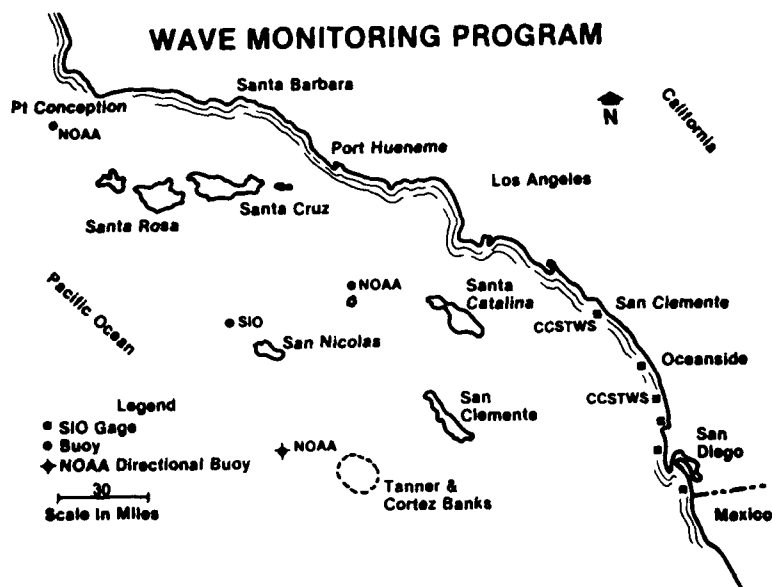 WAVE MONITORING PROGRAM
Santa Barbara
Pt Conception
NOAA
N
California
Port Hueneme
Los Angeles
Santa Cruz
Santa Rosa
Pacific Ocean
NOAA
Santa
Catalina
San Clemente
CCSTWS
SIO
San Nicolas
Oceanside
CCSTWS
San
Clemente
San
Diego
NOAA
Tanner &
Cortez Banks
Mexico
Legend
SIO Gage
Buoy
NOAA Directional Buoy
30
Scale in Miles